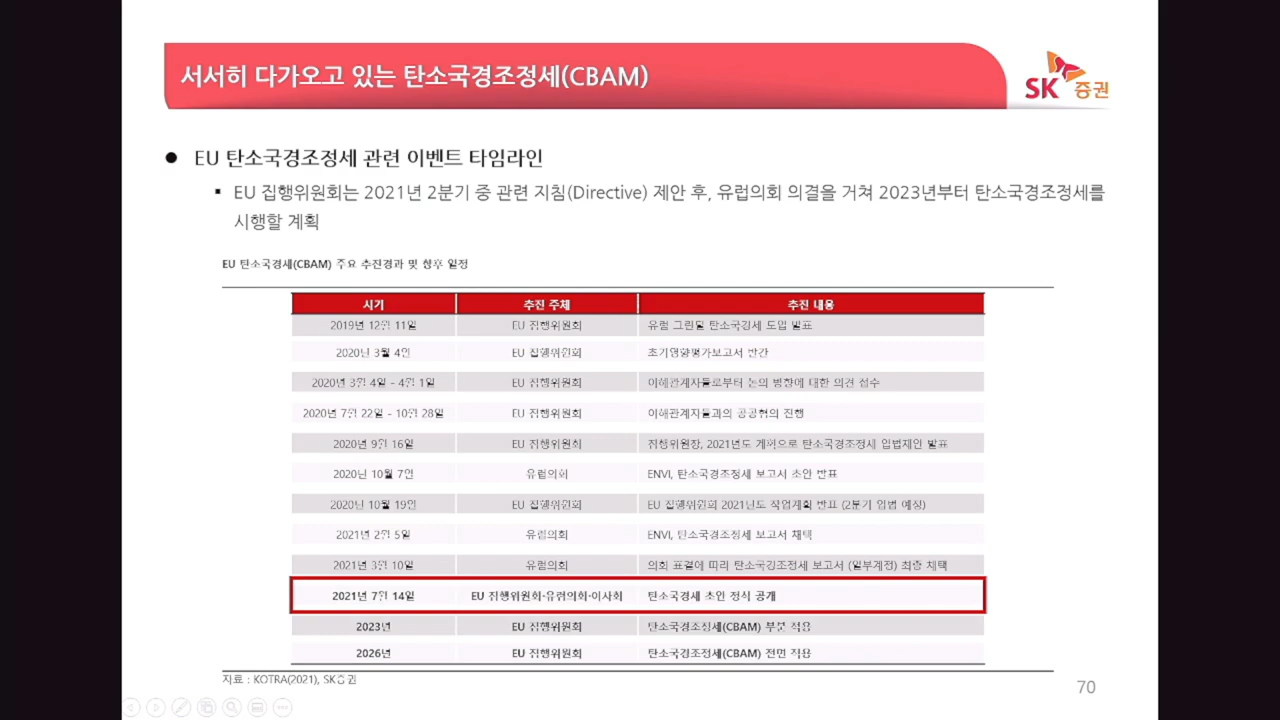 서서히 다가오고 있는 탄소국경조정세(CBAM)
SK 증권
● EU 탄소국경조정세 관련 이벤트 타임라인
▪ EU 집행위원회는 2021년 2분기 중 관련 지침(Directive) 제안 후, 유럽의회 의결을 거쳐 2023년부터 탄소국경조정세를
시행할 계획
EU 탄소국경세(CBAM) 주요 추진경과 및 향후 일정
시기 추진 주체 추진 내용
2019년 12월 11일 EU 집행위원회 유럽 그린딜 탄소국경세 도입 발표
2020년 3월 4일 EU 집행위원회 초기영향평가보고서 발간
2020년 3월 4일 - 4월 1일 EU 집행위원회 이해관계자들로부터 논의 방향에 대한 의견 접수
2020년 7월 22일 - 10월 28일 EU 집행위원회 이해관계자들과의 공공협의 진행
2020년 9월 16일 EU 집행위원회 집행위원장, 2021년도 계획으로 탄소국경조정세 입법제안 발표
2020년 10월 7일 유럽의회 ENVI, 탄소국경조정세 보고서 초안 발표
2020년 10월 19일 EU 집행위원회 EU 집행위원회 2021년도 작업계획 발표 (2분기 입법 예정)
2021년 2월 5일 유럽의회 ENVI, 탄소국경조정세 보고서 채택
2021년 3월 10일 유럽의회 의회 표결에 따라 탄소국경조정세 보고서 (일부계정) 최종 채택
2021년 7월 14일 EU 집행위원회·유럽의회·이사회 탄소국경세 초안 정식 공개
2023년 EU 집행위원회 탄소국경조정세(CBAM) 부분 적용
2026년 EU 집행위원회 탄소국경조정세(CBAM) 전면 적용
자료 : KOTRA(2021), SK증권
70